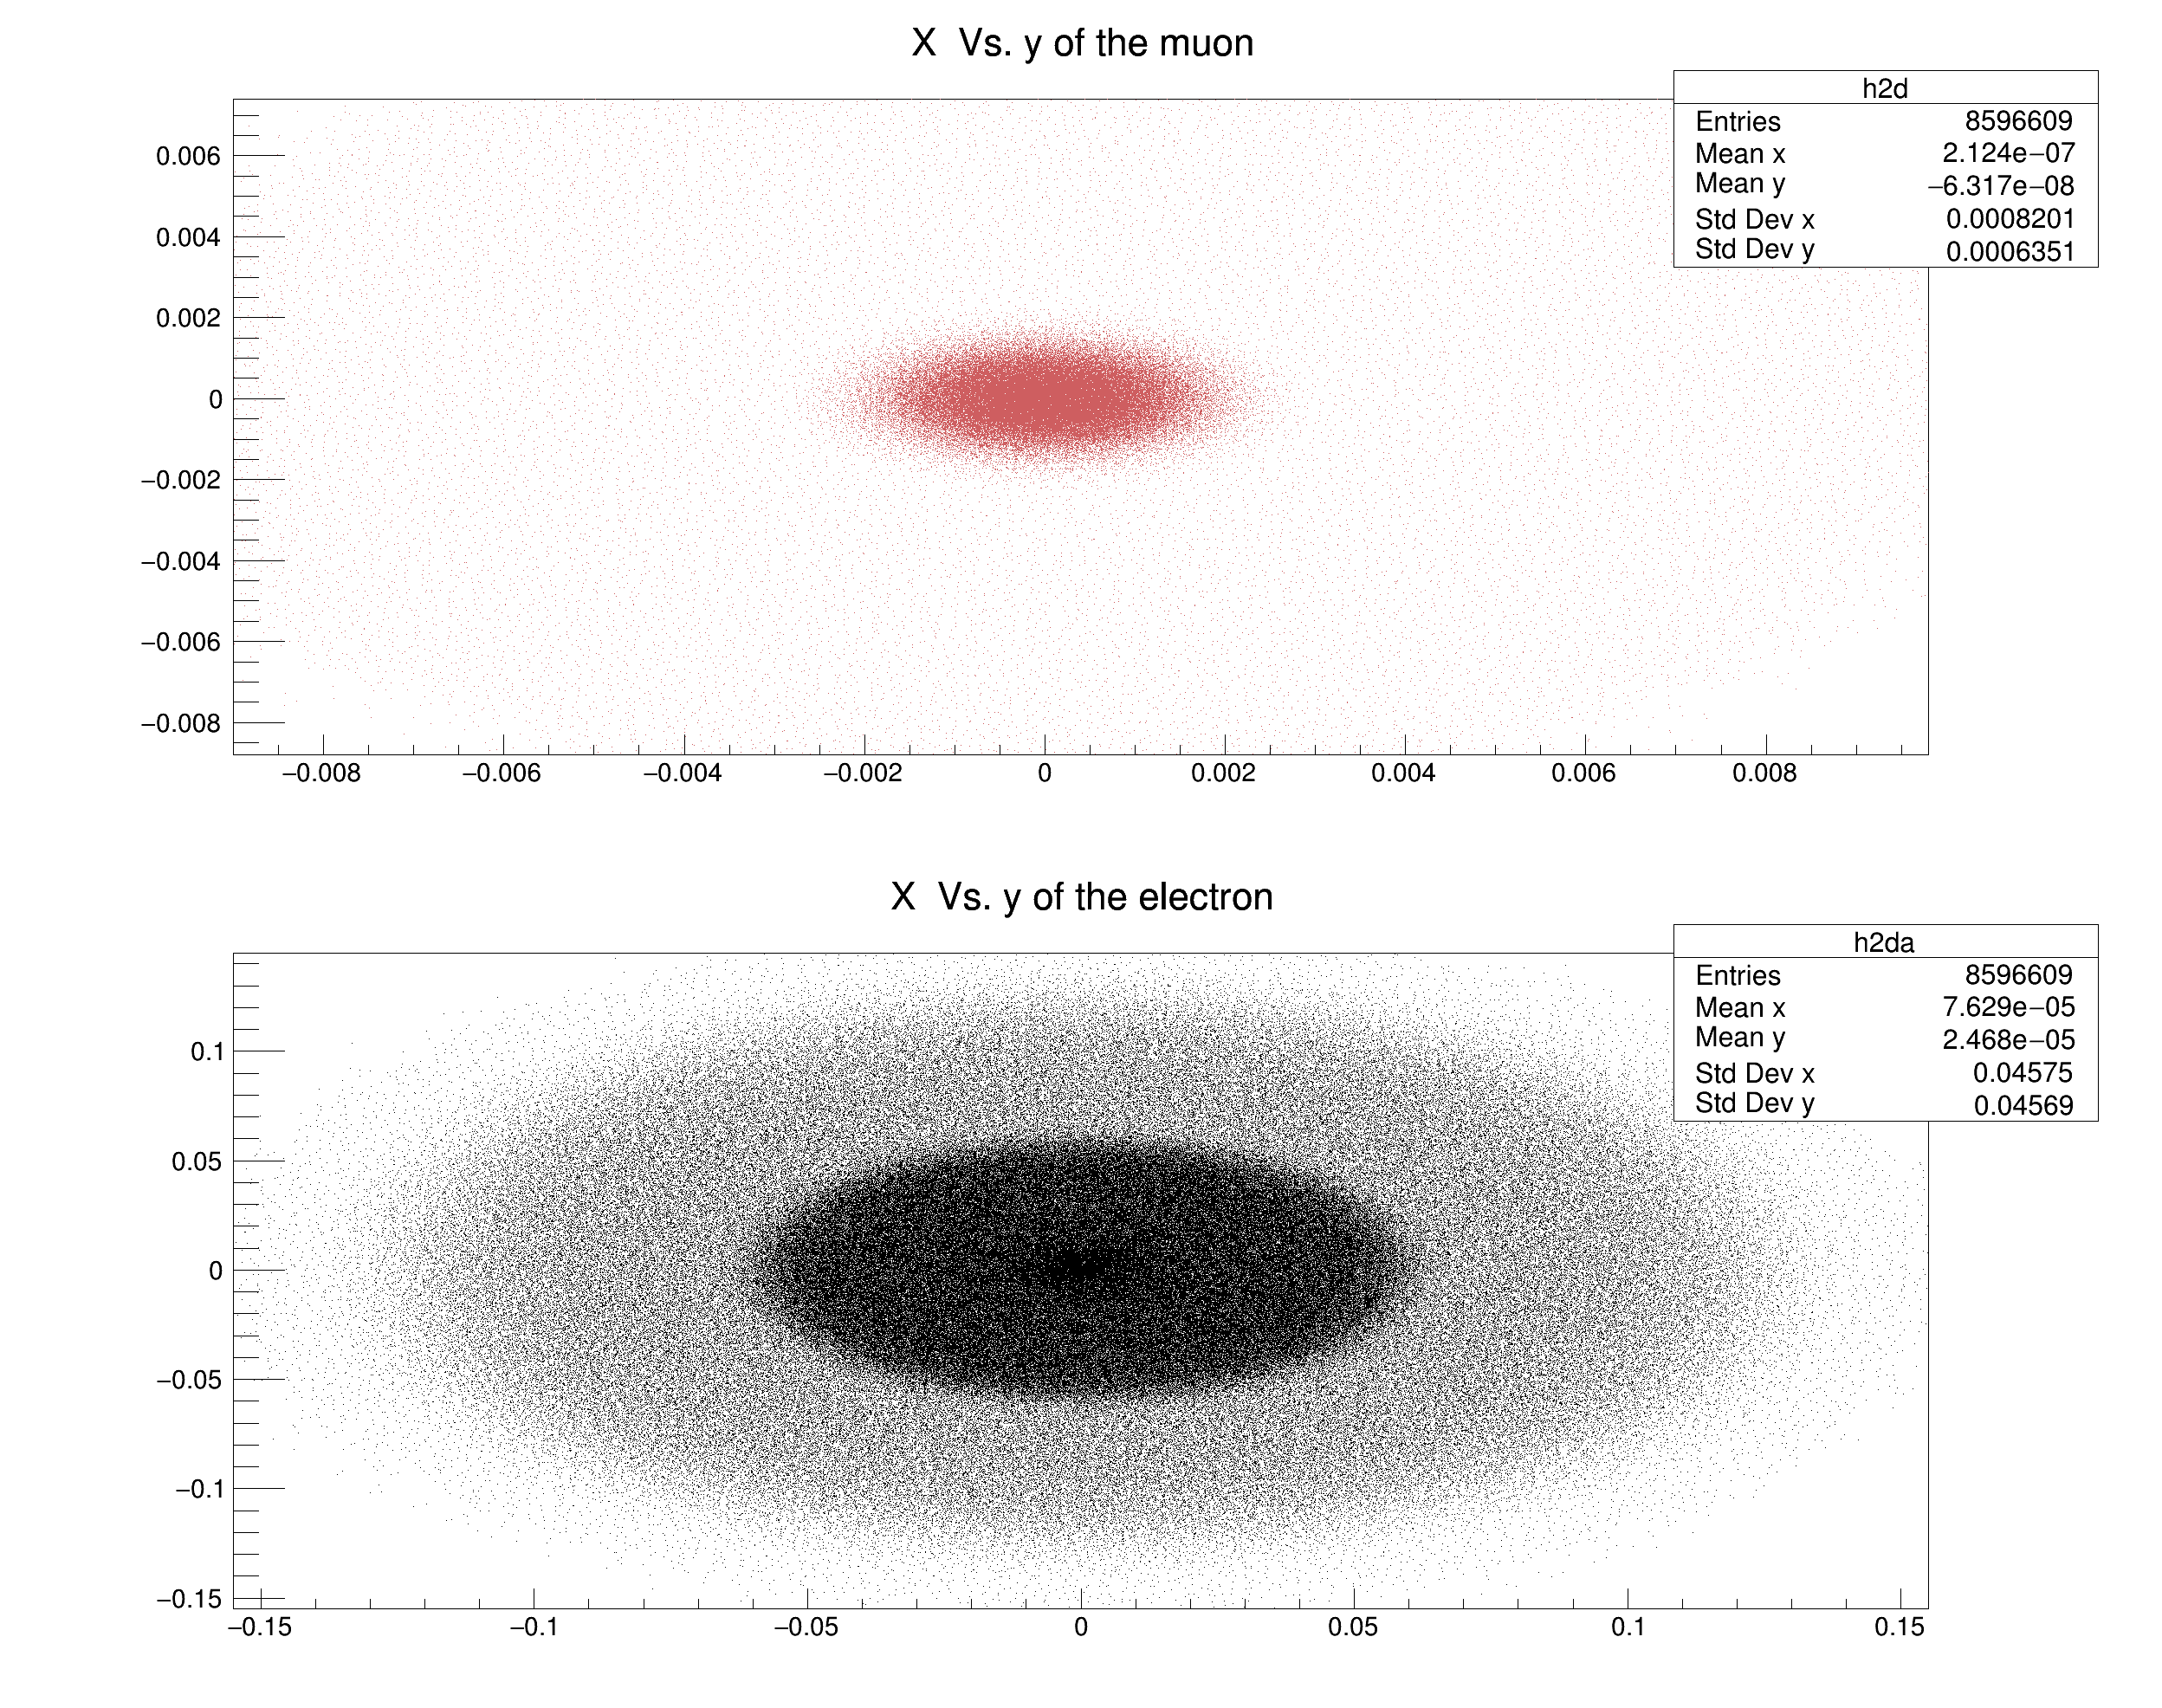 X Vs. y of the muon
h2d
Entries 8596609
Mean x 2.124e−07
Mean y −6.317e−08
Std Dev x 0.0008201
Std Dev y 0.0006351
0.006
0.004
0.002
0
−0.002
−0.004
−0.006
−0.008
−0.008 −0.006 −0.004 −0.002 0 0.002 0.004 0.006 0.008
X Vs. y of the electron
h2da
Entries 8596609
Mean x 7.629e−05
Mean y 2.468e−05
Std Dev x 0.04575
Std Dev y 0.04569
0.1
0.05
0
−0.05
−0.1
−0.15
−0.15 −0.1 −0.05 0 0.05 0.1 0.15